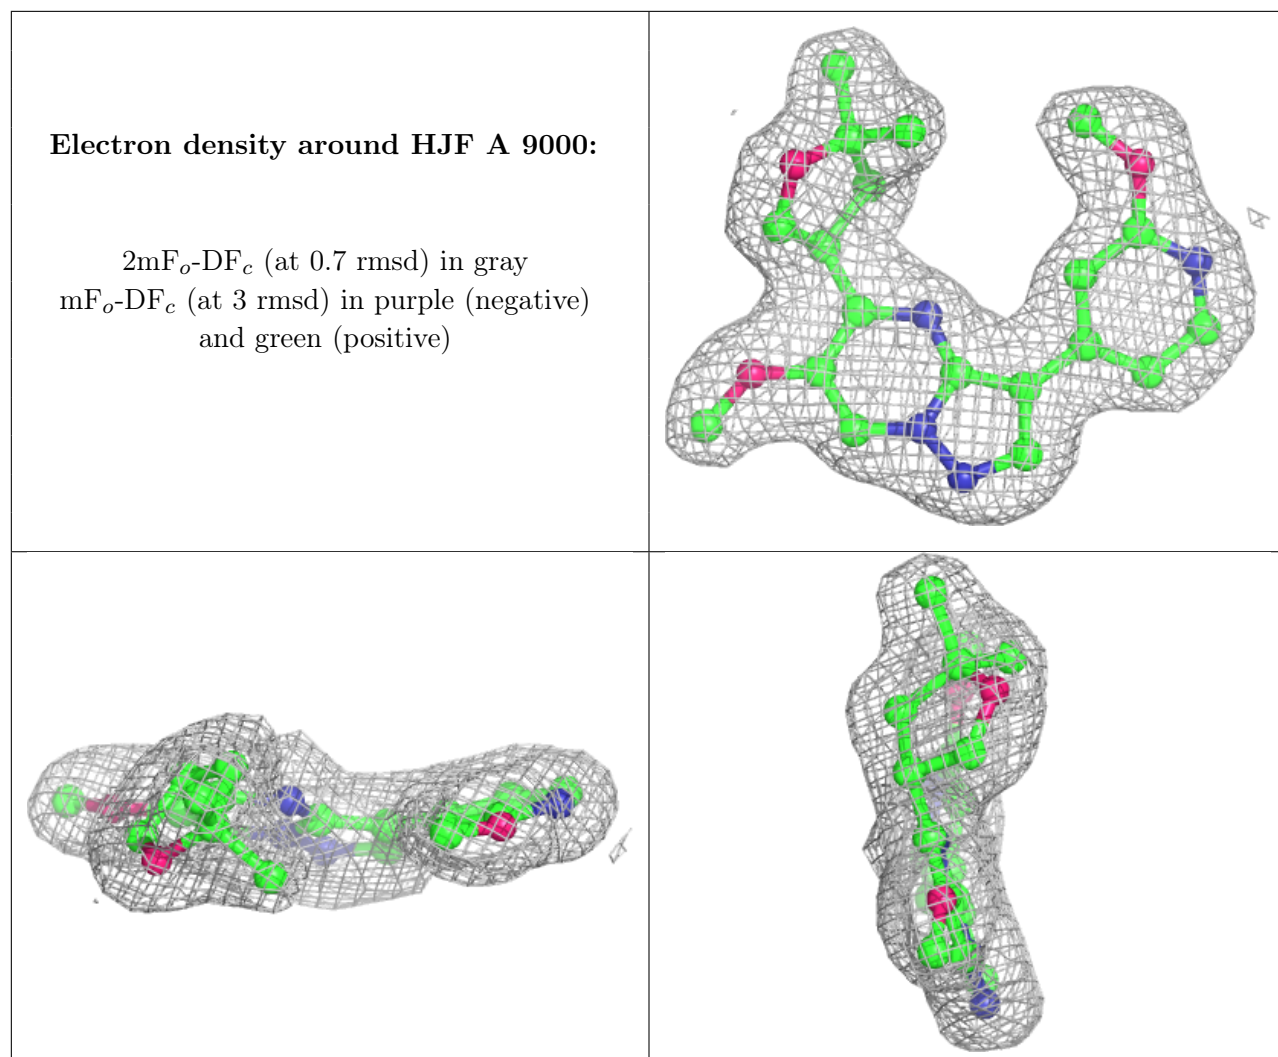 Electron density around HJF A 9000:
2mFₒ-DF𝒸 (at 0.7 rmsd) in gray
mFₒ-DF𝒸 (at 3 rmsd) in purple (negative)
and green (positive)